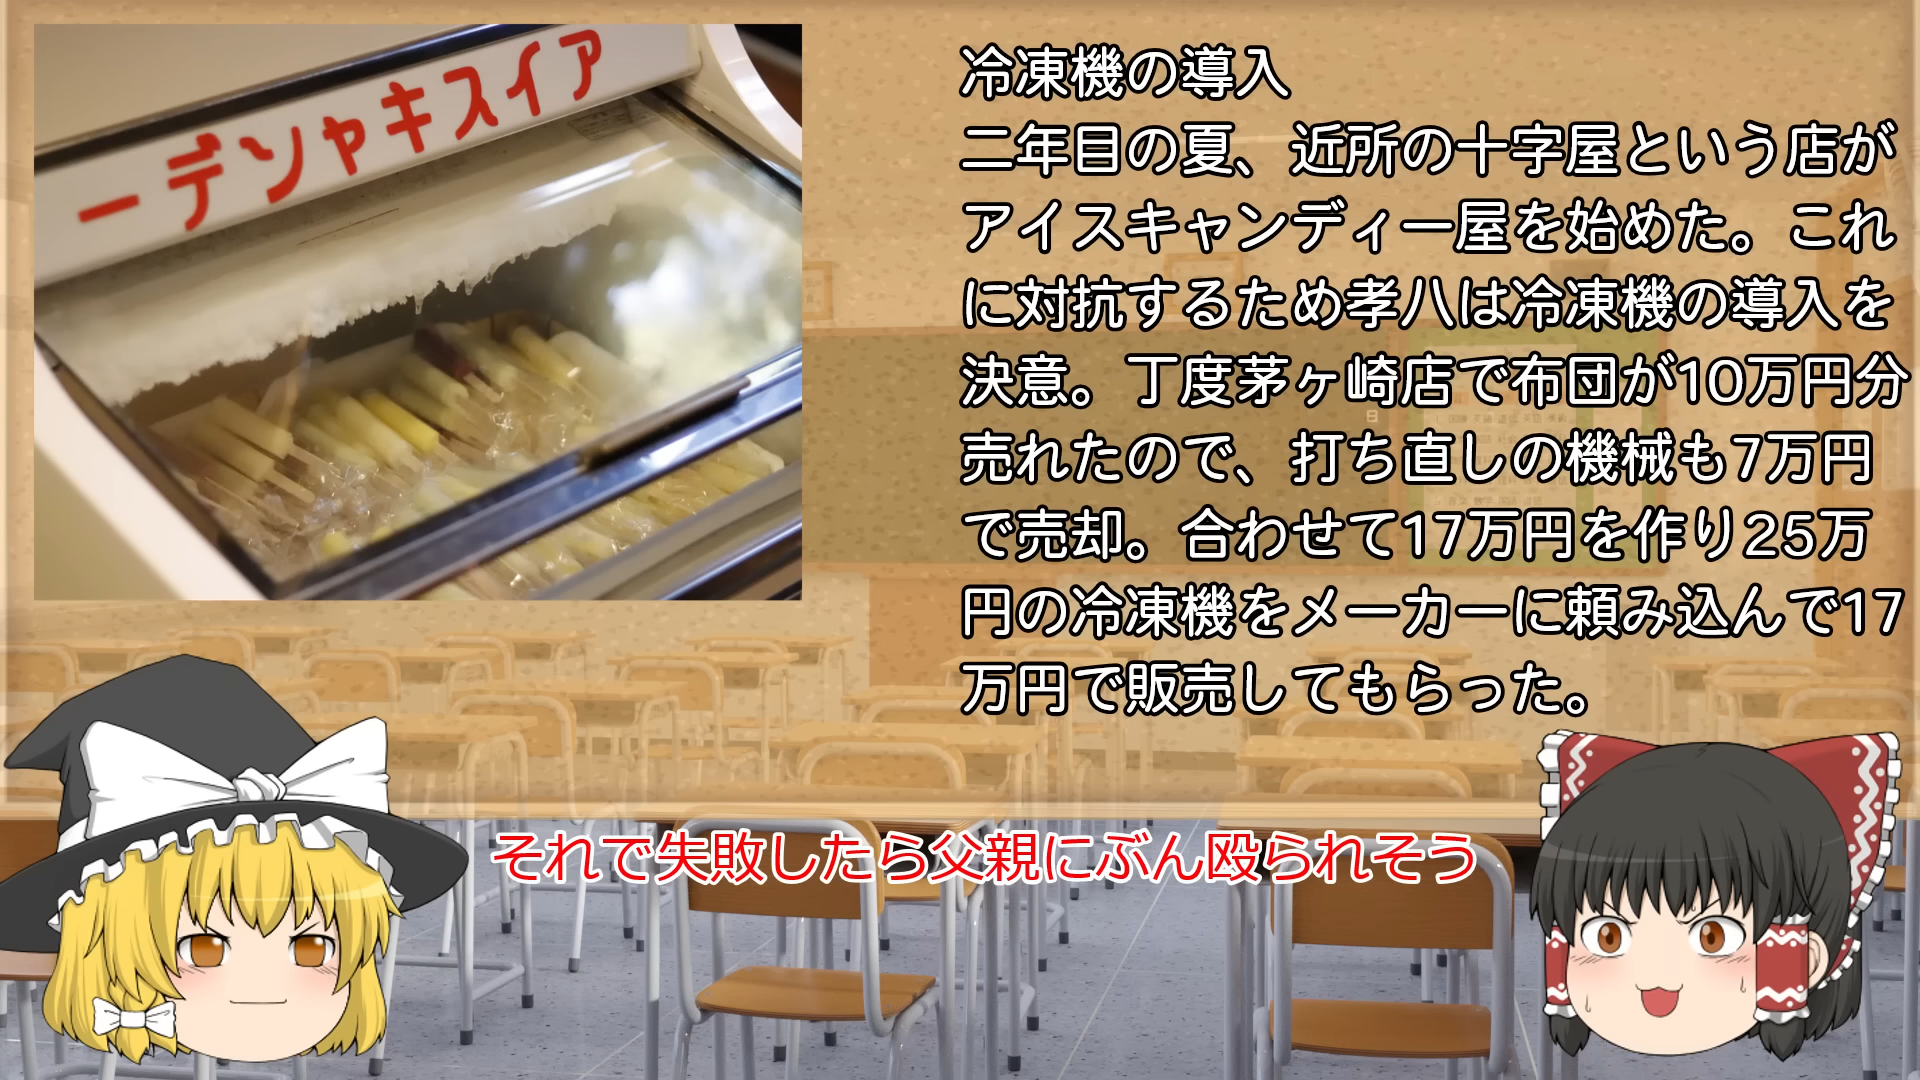 ーデンャキスイア
冷凍機の導入
二年目の夏、近所の十字屋という店が
アイスキャンディー屋を始めた。これ
に対抗するため孝八は冷凍機の導入を
決意。丁度茅ヶ崎店で布団が10万円分
売れたので、打ち直しの機械も7万円
で売却。合わせて17万円を作り25万
円の冷凍機をメーカーに頼み込んで17
万円で販売してもらった。
それで失敗したら父親にぶん殴られそう